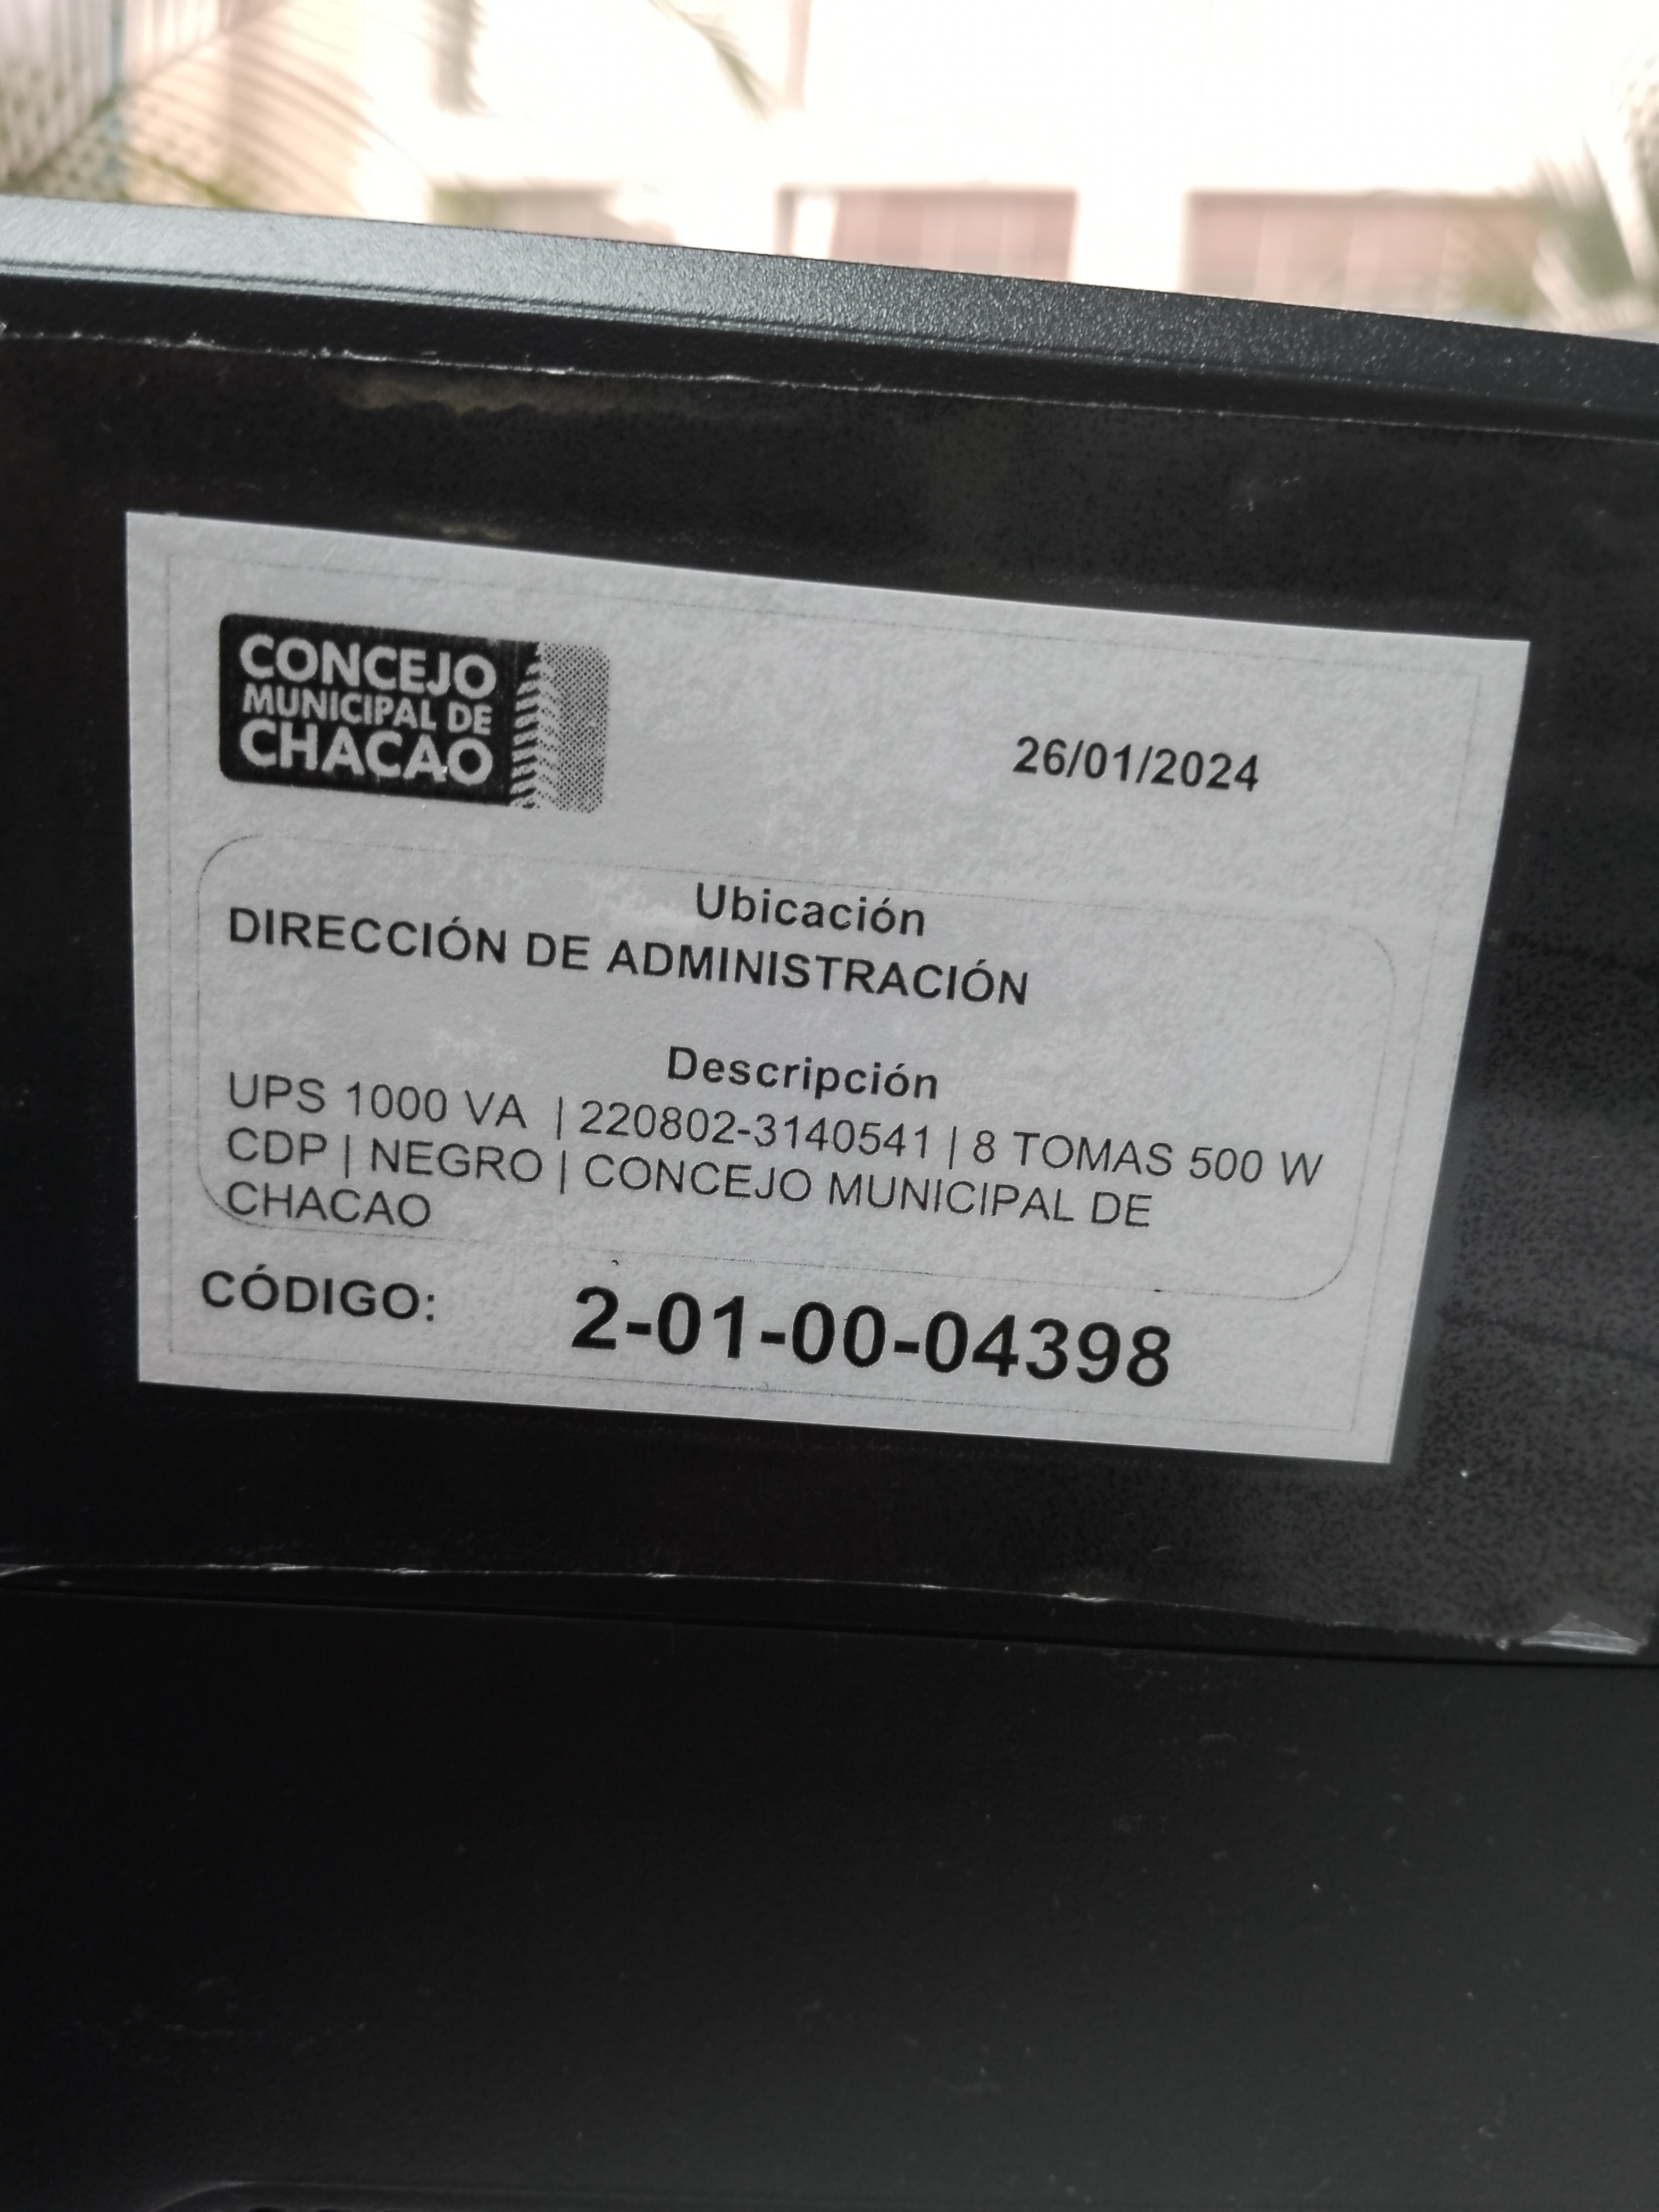 CONCEJO
MUNICIPAL DE
CHACAO
26/01/2024
Ubicación
DIRECCIÓN DE ADMINISTRACIÓN
Descripción
UPS 1000 VA | 220802-3140541 | 8 TOMAS 500 W
CDP | NEGRO | CONCEJO MUNICIPAL DE
CHACAO
CÓDIGO: 2-01-00-04398